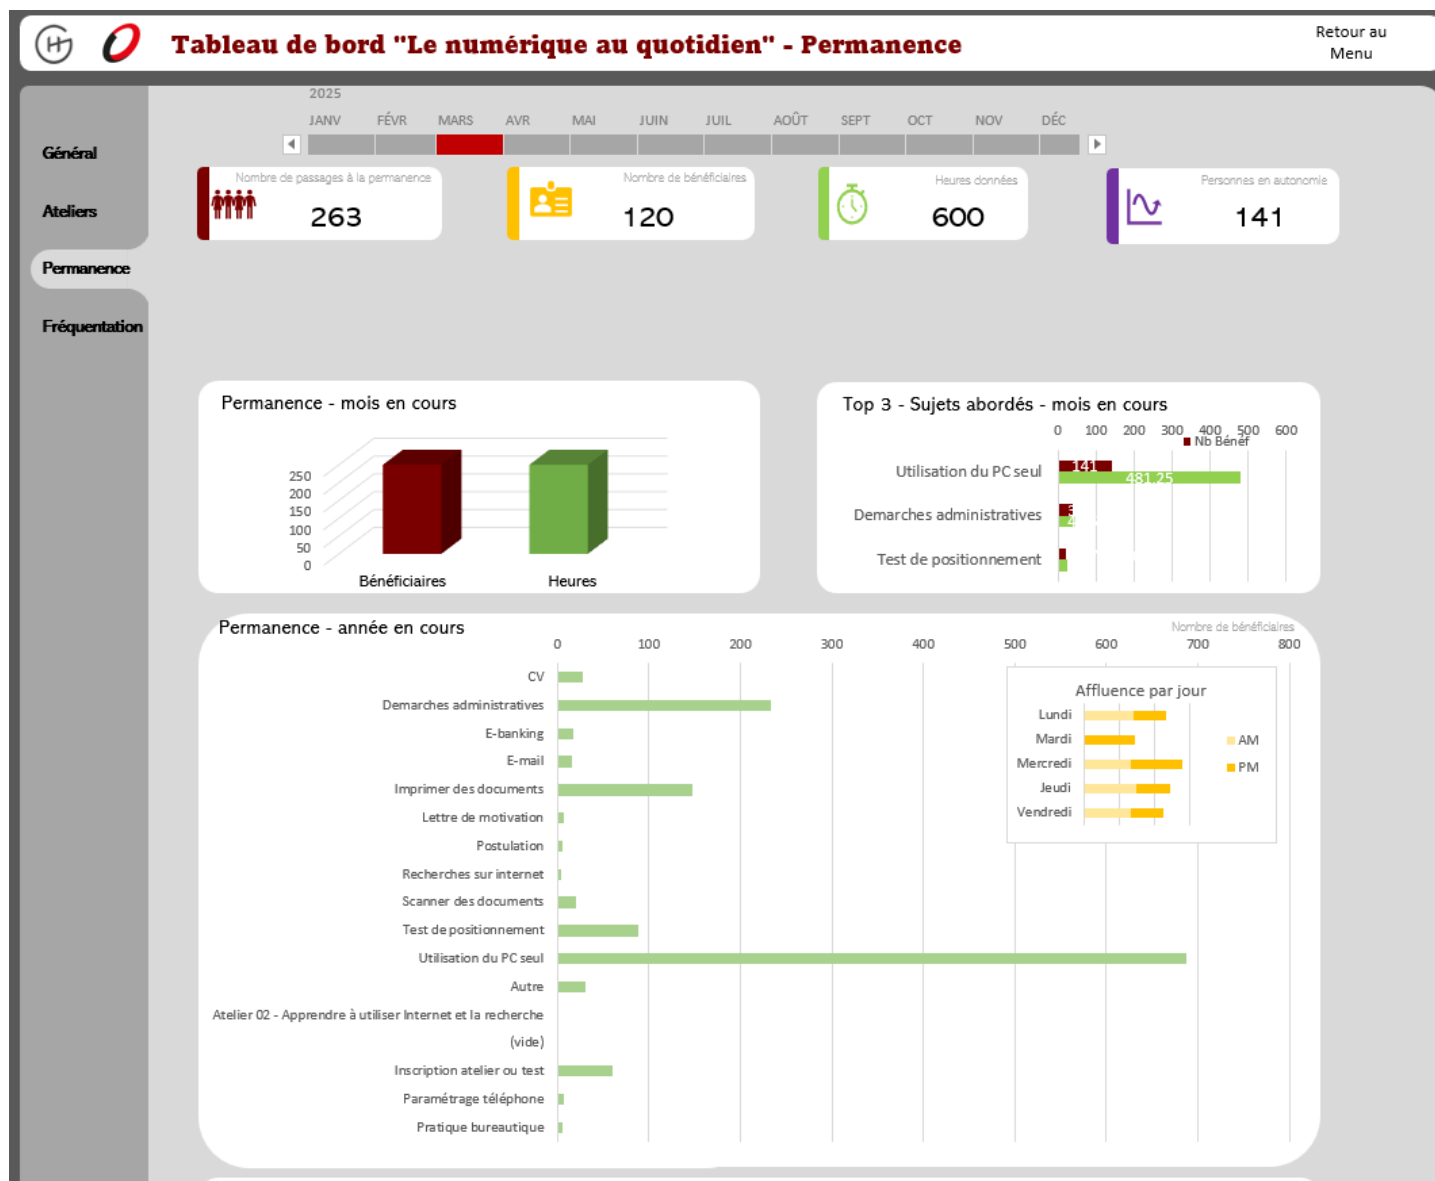 Tableau de bord "Le numérique au quotidien" - Permanence
Retour au
Menu
2025
JANV FÉVR MARS AVR MAI JUIN JUIL AOÛT SEPT OCT NOV DÉC
Général
Ateliers
Permanence
Fréquentation
Nombre de passages à la permanence
263
Nombre de bénéficiaires
120
Heures données
600
Personnes en autonomie
141
Permanence - mois en cours
250
200
150
100
50
0
Bénéficiaires Heures
Top 3 - Sujets abordés - mois en cours
0 100 200 300 400 500 600
Nb Bénéf
Utilisation du PC seul
141
481.25
Demarches administratives
Test de positionnement
Permanence - année en cours
Nombre de bénéficiaires
0 100 200 300 400 500 600 700 800
CV
Demarches administratives
E-banking
E-mail
Imprimer des documents
Lettre de motivation
Postulation
Recherches sur internet
Scanner des documents
Test de positionnement
Utilisation du PC seul
Autre
Atelier 02 - Apprendre à utiliser Internet et la recherche
(vide)
Inscription atelier ou test
Paramétrage téléphone
Pratique bureautique
Affluence par jour
Lundi
Mardi
Mercredi
Jeudi
Vendredi
AM
PM